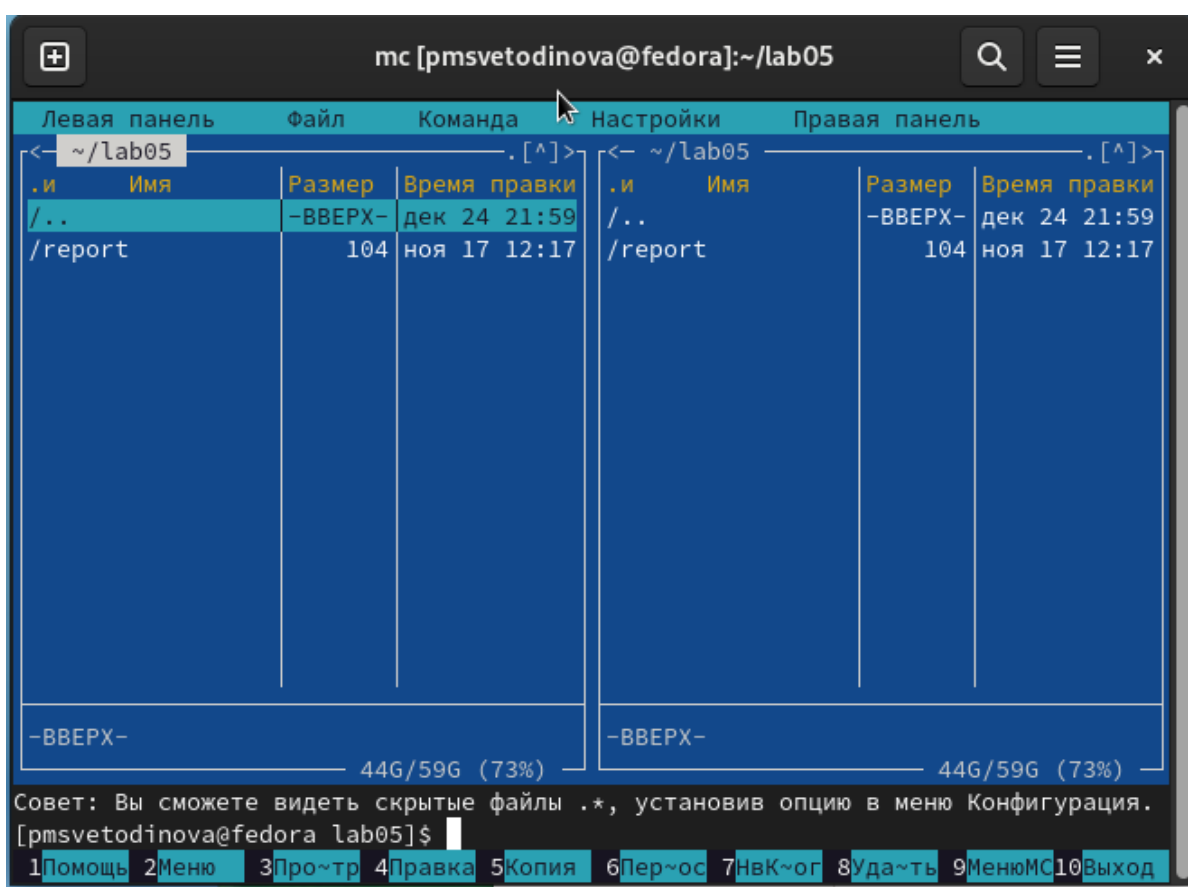 mc [pmsvetodinova@fedora]:~/lab05
Левая панель Файл Команда Настройки Правая панель
<─ ~/lab05 ─.[^]>┐┌<─ ~/lab05 ─.[^]>
.и Имя Размер Время правки .и Имя Размер Время правки
/.. -ВВЕРХ- дек 24 21:59 /.. -ВВЕРХ- дек 24 21:59
/report 104 ноя 17 12:17 /report 104 ноя 17 12:17
-ВВЕРХ- -ВВЕРХ-
44G/59G (73%) 44G/59G (73%)
Совет: Вы сможете видеть скрытые файлы .*, установив опцию в меню Конфигурация.
[pmsvetodinova@fedora lab05]$
1Помощь 2Меню 3Про~тр 4Правка 5Копия 6Пер~ос 7НвК~ог 8Уда~ть 9МенюMC10Выход